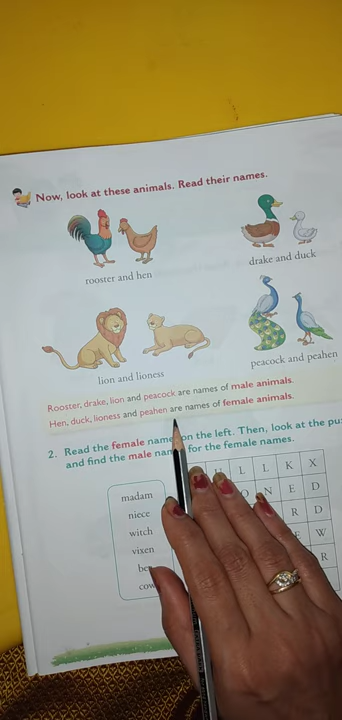 Now, look at these animals. Read their names.
rooster and hen
drake and duck
lion and lioness
peacock and peahen
Rooster, drake, lion and peacock are names of male animals.
Hen, duck, lioness and peahen are names of female animals.
2. Read the female names on the left. Then, look at the
and find the male for the female names.
madam
niece
witch
vixen
cow
L L K X
N E D
R D
W
R